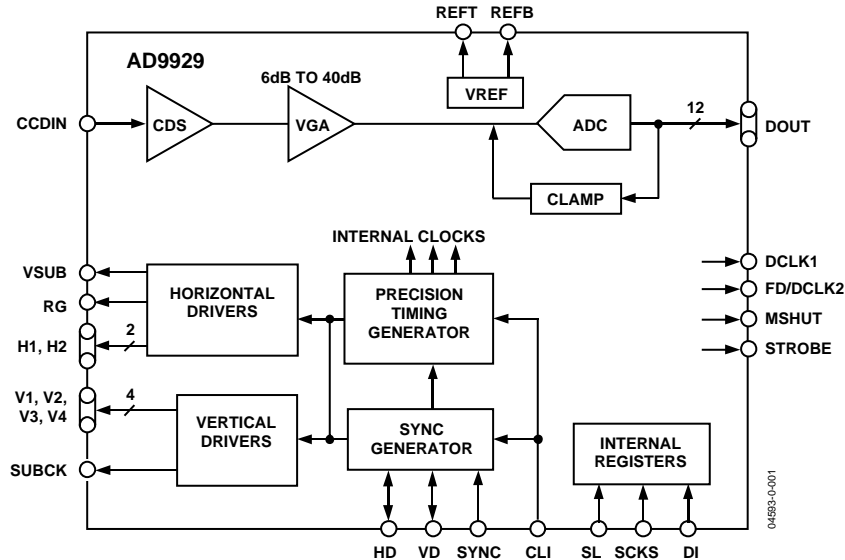 REFT REFB
AD9929
6dB TO 40dB
VREF
CCDIN
CDS
VGA
ADC
12
DOUT
CLAMP
INTERNAL CLOCKS
VSUB
RG
H1, H2
2
HORIZONTAL
DRIVERS
PRECISION
TIMING
GENERATOR
DCLK1
FD/DCLK2
MSHUT
STROBE
V1, V2,
V3, V4
4
SUBCK
VERTICAL
DRIVERS
SYNC
GENERATOR
INTERNAL
REGISTERS
HD VD SYNC CLI SL SCKS DI
04593-0-001